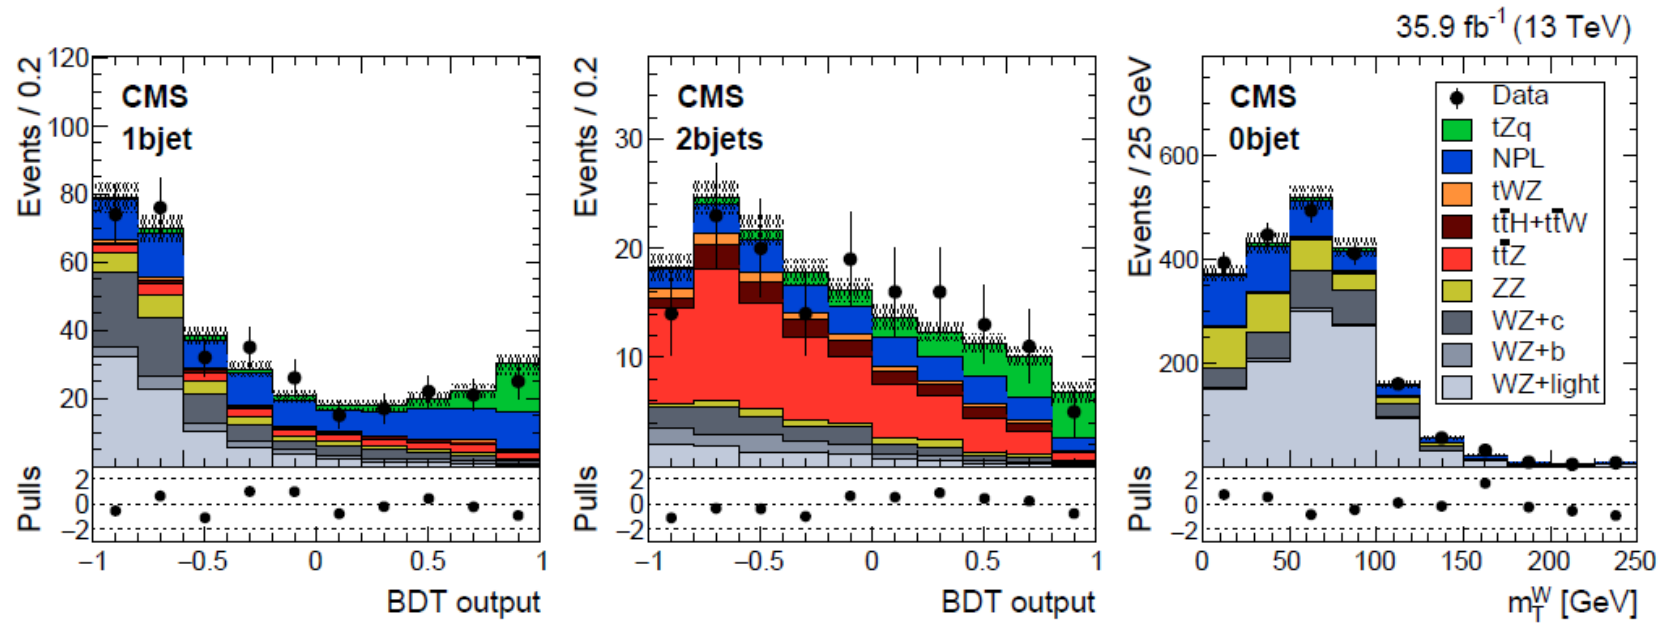 35.9 fb⁻¹ (13 TeV)
Events / 0.2
120
100
80
60
40
20
CMS
1bjet
Pulls
2
0
−2
−1
−0.5
0
0.5
1
BDT output
Events / 0.2
30
20
10
CMS
2bjets
Pulls
2
0
−2
−1
−0.5
0
0.5
1
BDT output
Events / 25 GeV
600
400
200
CMS
0bjet
Data
tZq
NPL
tWZ
tt̄H+tt̄W
tt̄Z
ZZ
WZ+c
WZ+b
WZ+light
Pulls
2
0
−2
0
50
100
150
200
250
m_T^W [GeV]